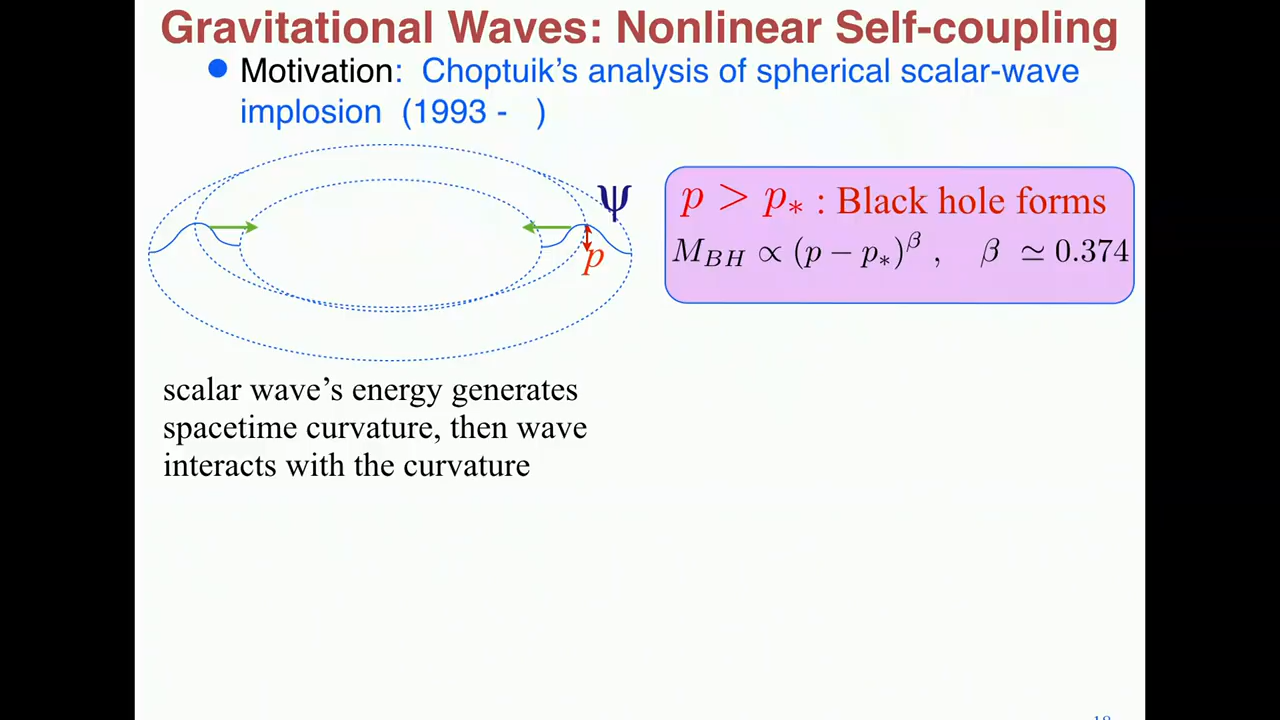 Gravitational Waves: Nonlinear Self-coupling
Motivation: Choptuik’s analysis of spherical scalar-wave
implosion (1993 - )
ψ
p
p > p* : Black hole forms
M_BH ∝ (p − p*)^β , β ≃ 0.374
scalar wave’s energy generates
spacetime curvature, then wave
interacts with the curvature